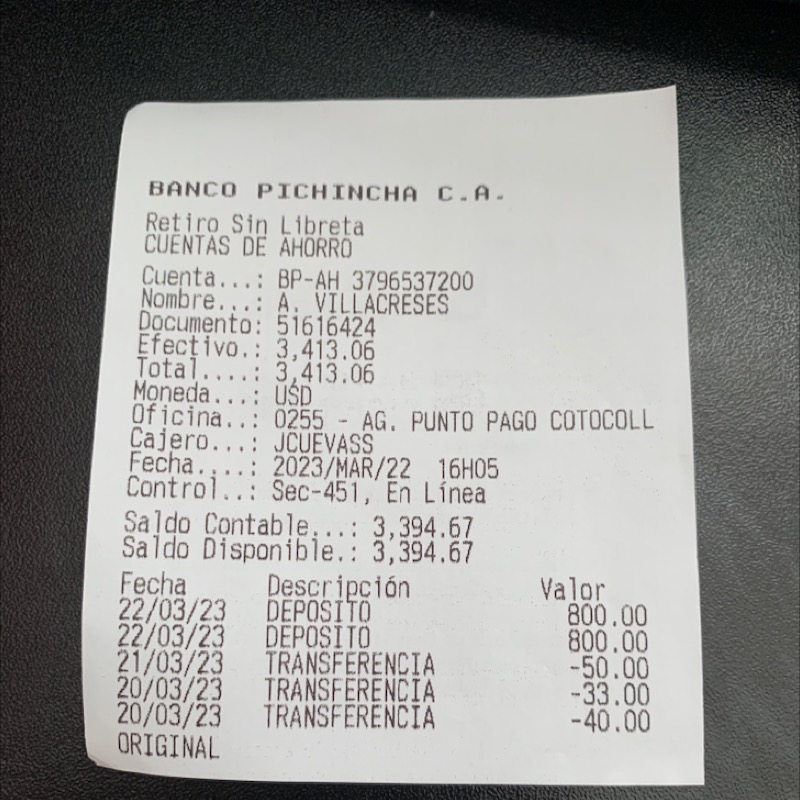 BANCO PICHINCHA C.A.
Retiro Sin Libreta
CUENTAS DE AHORRO
Cuenta...: BP-AH 3796537200
Nombre...: A. VILLACRESES
Documento: 51616424
Efectivo.: 3,413.06
Total....: 3,413.06
Moneda...: USD
Oficina..: 0255 - AG. PUNTO PAGO COTOCOLL
Cajero...: JCUEVASS
Fecha....: 2023/MAR/22 16H05
Control..: Sec-451, En Línea
Saldo Contable...: 3,394.67
Saldo Disponible.: 3,394.67
Fecha Descripción Valor
22/03/23 DEPOSITO 800.00
22/03/23 DEPOSITO 800.00
21/03/23 TRANSFERENCIA -50.00
20/03/23 TRANSFERENCIA -33.00
20/03/23 TRANSFERENCIA -40.00
ORIGINAL